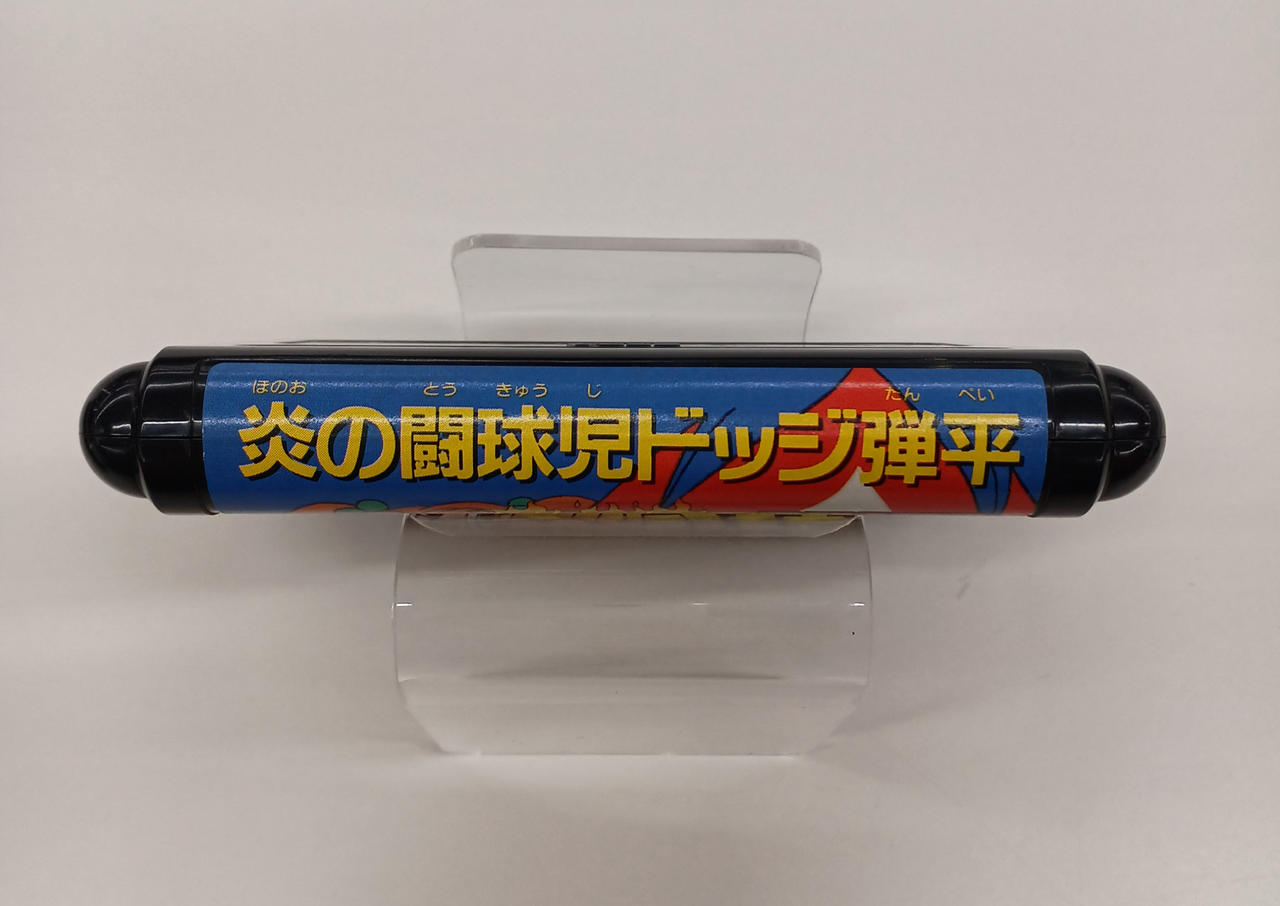 ほのお とう きゅう じ たん ぺい
炎の闘球児ドッジ弾平